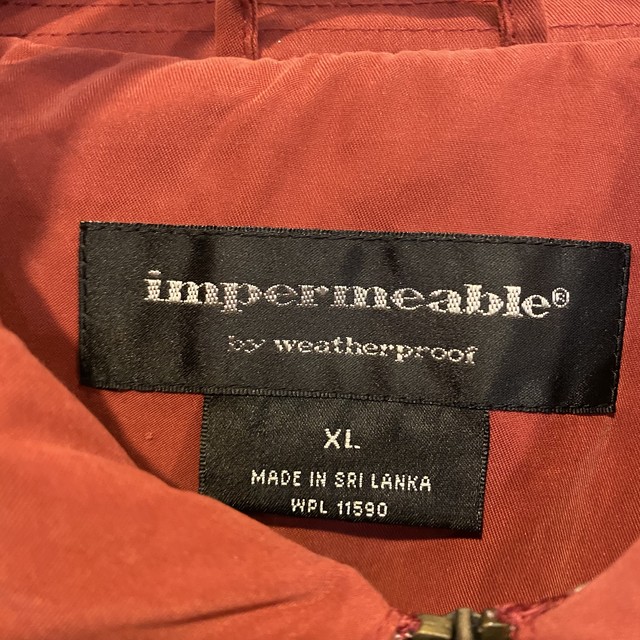 impermeable®
by weatherproof
XL
MADE IN SRI LANKA
WPL 11590